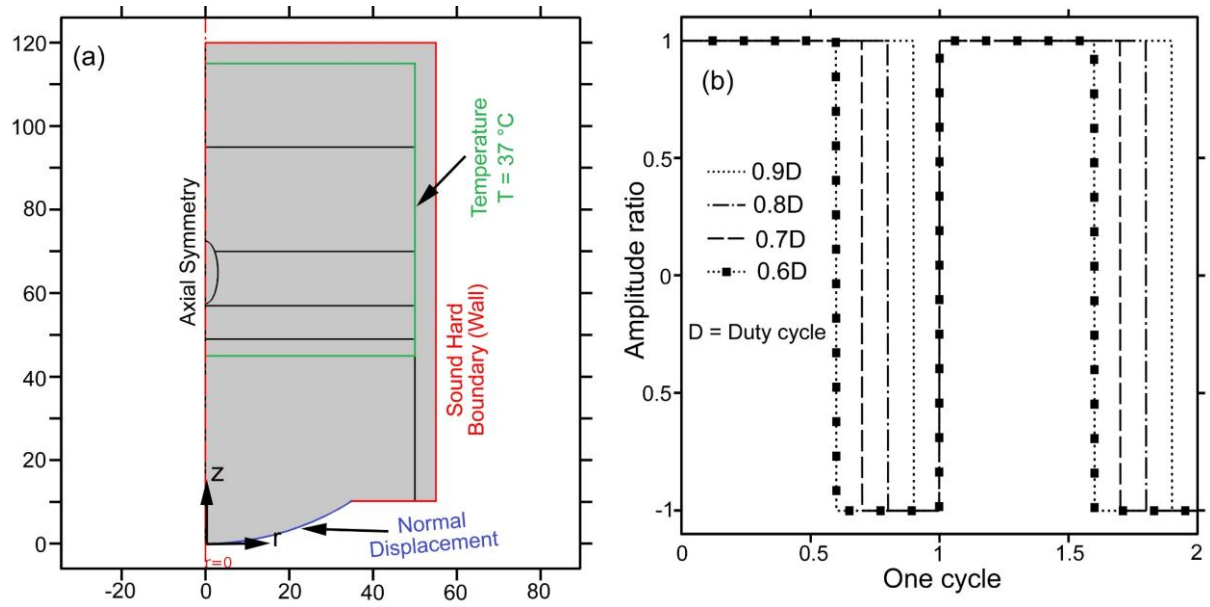 (a)
120
100
80
60
40
20
0
-20
0
20
40
60
Axial Symmetry
Temperature
T = 37 °C
Sound Hard
Boundary (Wall)
Normal
Displacement
z
r
r=0
(b)
Amplitude ratio
1
0.5
0
0.5
-1
0.9D
0.8D
0.7D
0.6D
D = Duty cycle
0
0.5
1
1.5
2
One cycle